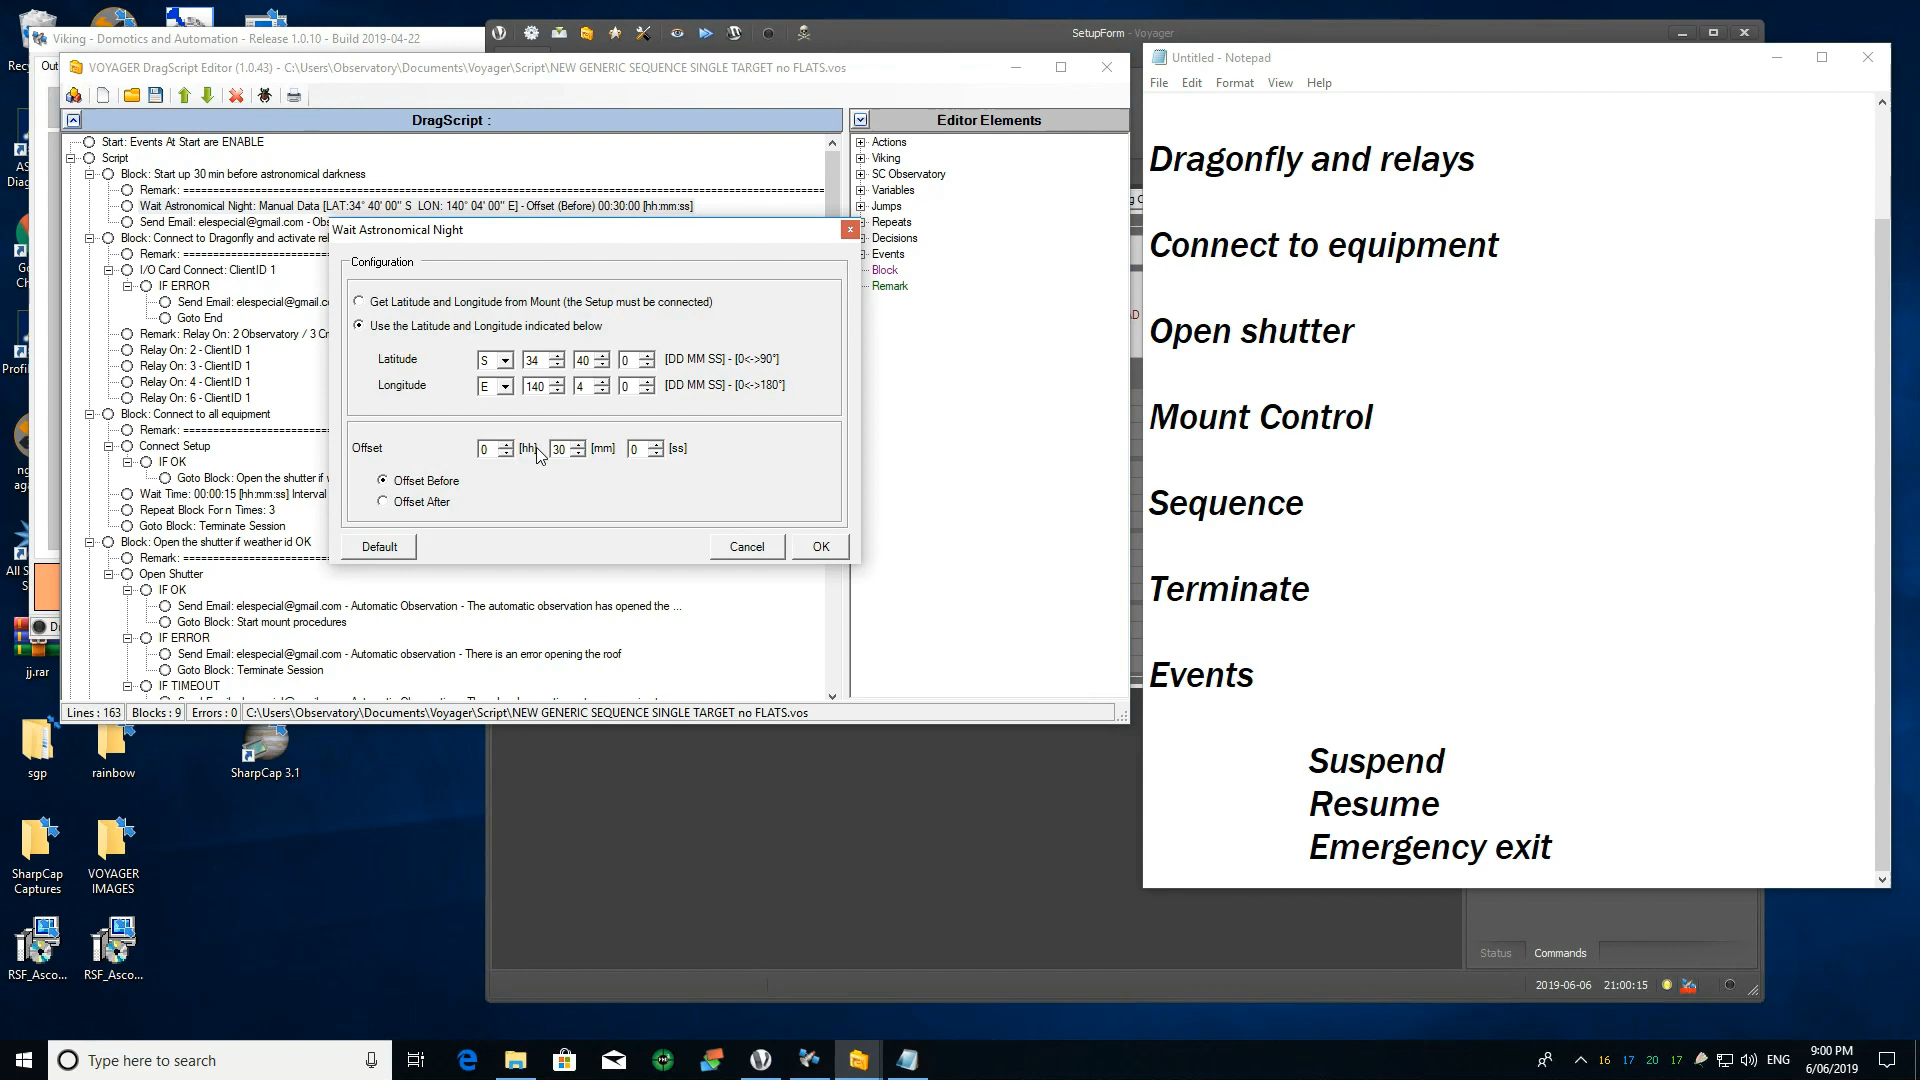 Viking - Domotics and Automation - Release 1.0.10 - Build 2019-04-22
SetupForm - Voyager
VOYAGER DragScript Editor (1.0.43) - C:\Users\Observatory\Documents\Voyager\Script\NEW GENERIC SEQUENCE SINGLE TARGET no FLATS.vos
DragScript :
Editor Elements
Start: Events At Start are ENABLE
Script
Block: Start up 30 min before astronomical darkness
Remark: ==========================================================================
Wait Astronomical Night: Manual Data [LAT:34° 40' 00'' S  LON: 140° 04' 00'' E] - Offset (Before) 00:30:00 [hh:mm:ss]
Send Email: elespecial@gmail.com - Obs
Block: Connect to Dragonfly and activate rel
Remark: ==================
I/O Card Connect: ClientID 1
IF ERROR
Send Email: elespecial@gmail.c
Goto End
Remark: Relay On: 2 Observatory / 3 C
Relay On: 2 - ClientID 1
Relay On: 3 - ClientID 1
Relay On: 4 - ClientID 1
Relay On: 6 - ClientID 1
Block: Connect to all equipment
Remark: ==================
Connect Setup
IF OK
Goto Block: Open the shutter if
Wait Time: 00:00:15 [hh:mm:ss] Interval
Repeat Block For n Times: 3
Goto Block: Terminate Session
Block: Open the shutter if weather id OK
Remark: ==================
Open Shutter
IF OK
Send Email: elespecial@gmail.com - Automatic Observation - The automatic observation has opened the ...
Goto Block: Start mount procedures
IF ERROR
Send Email: elespecial@gmail.com - Automatic observation - There is an error opening the roof
Goto Block: Terminate Session
IF TIMEOUT
Lines : 163
Blocks : 9
Errors : 0
C:\Users\Observatory\Documents\Voyager\Script\NEW GENERIC SEQUENCE SINGLE TARGET no FLATS.vos
Actions
Viking
SC Observatory
Variables
Jumps
Repeats
Decisions
Events
Block
Remark
Wait Astronomical Night
Configuration
Get Latitude and Longitude from Mount (the Setup must be connected)
Use the Latitude and Longitude indicated below
Latitude S 34 40 0 [DD MM SS] - [0<->90°]
Longitude E 140 4 0 [DD MM SS] - [0<->180°]
Offset 0 [hh] 30 [mm] 0 [ss]
Offset Before
Offset After
Default
Cancel
OK
Untitled - Notepad
File Edit Format View Help
Dragonfly and relays
Connect to equipment
Open shutter
Mount Control
Sequence
Terminate
Events
Suspend
Resume
Emergency exit
Status
Commands
2019-06-06 21:00:15
jj.rar
sgp
rainbow
SharpCap 3.1
SharpCap Captures
VOYAGER IMAGES
RSF_Asco...
RSF_Asco...
Type here to search
16 17 20 17
ENG
9:00 PM
6/06/2019